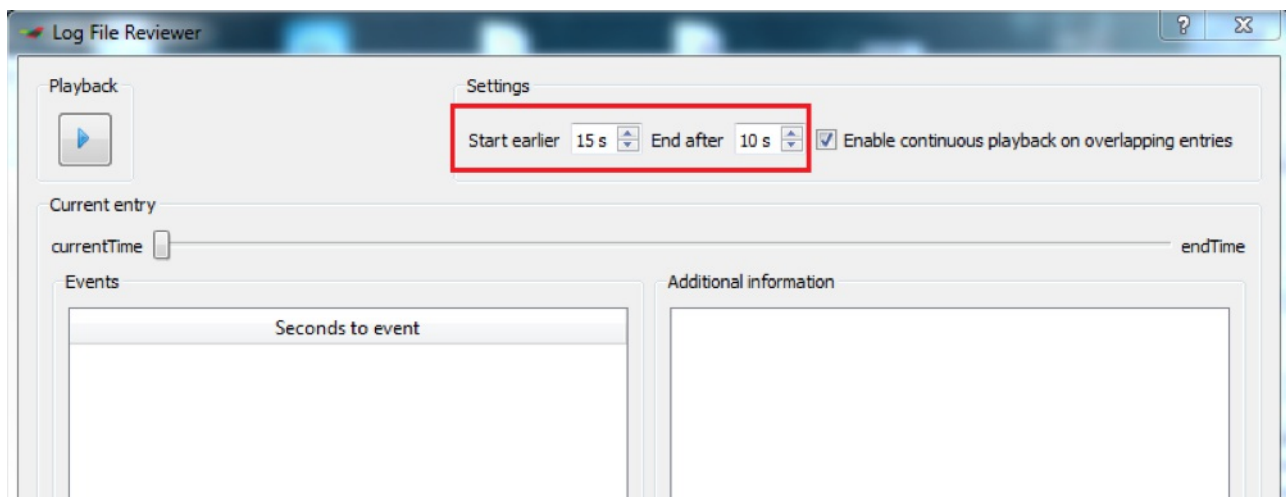 Log File Reviewer
Playback
Settings
Start earlier 15 s End after 10 s Enable continuous playback on overlapping entries
Current entry
currentTime endTime
Events
Additional information
Seconds to event